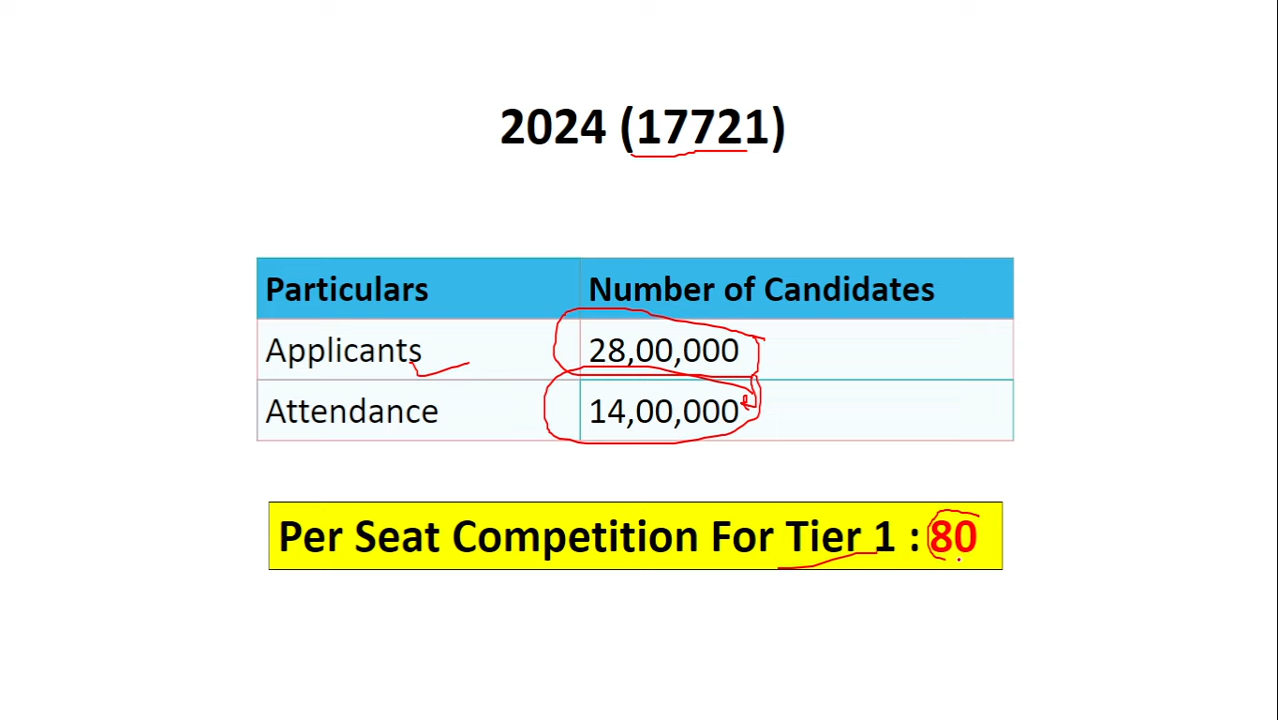 2024 (17721)
Particulars Number of Candidates
Applicants 28,00,000
Attendance 14,00,000
Per Seat Competition For Tier 1 : 80